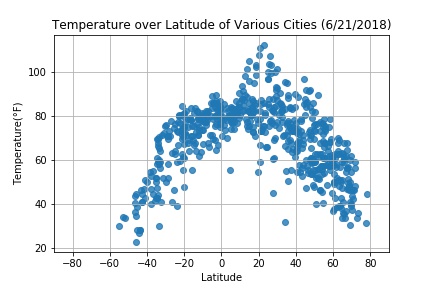 Temperature over Latitude of Various Cities (6/21/2018)
Temperature(°F)
100
80
60
40
20
−80 −60 −40 −20 0 20 40 60 80
Latitude